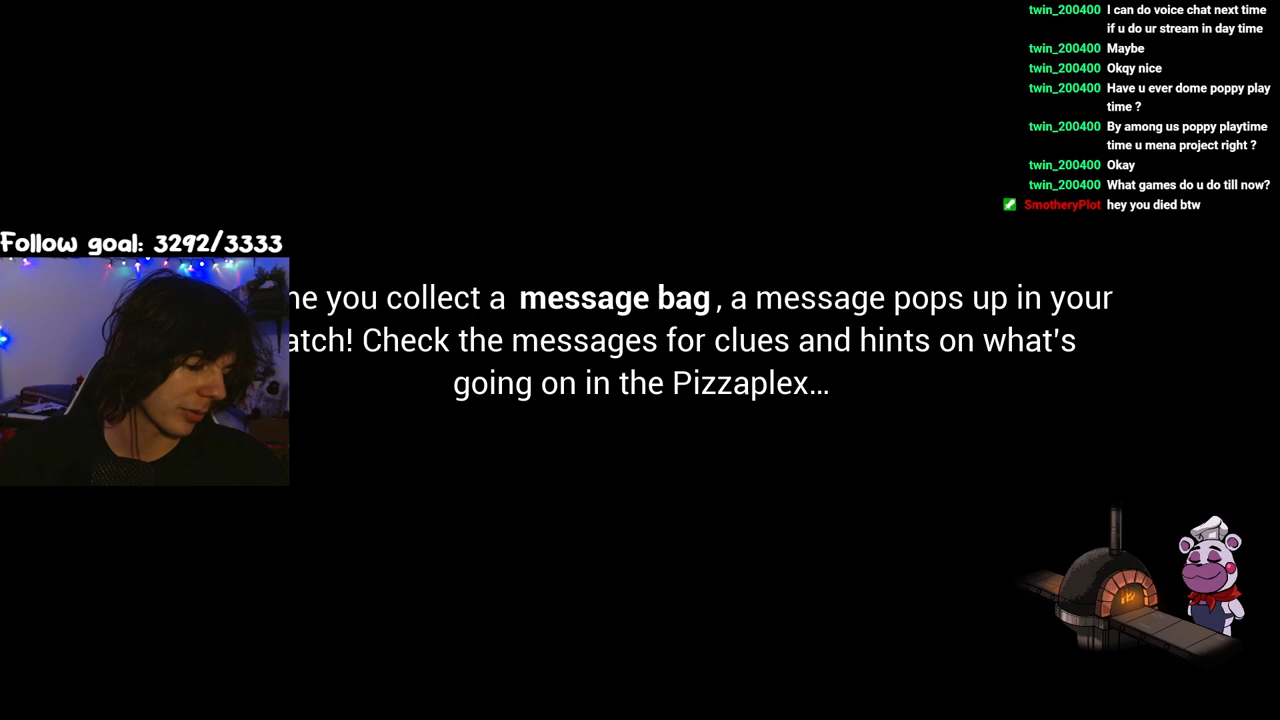 twin_200400 I can do voice chat next time
if u do ur stream in day time
twin_200400 Maybe
twin_200400 Okqy nice
twin_200400 Have u ever dome poppy play
time ?
twin_200400 By among us poppy playtime
time u mena project right ?
twin_200400 Okay
twin_200400 What games do u do till now?
SmotheryPlot hey you died btw
Follow goal: 3292/3333
you collect a message bag, a message pops up in your
Check the messages for clues and hints on what's
going on in the Pizzaplex...